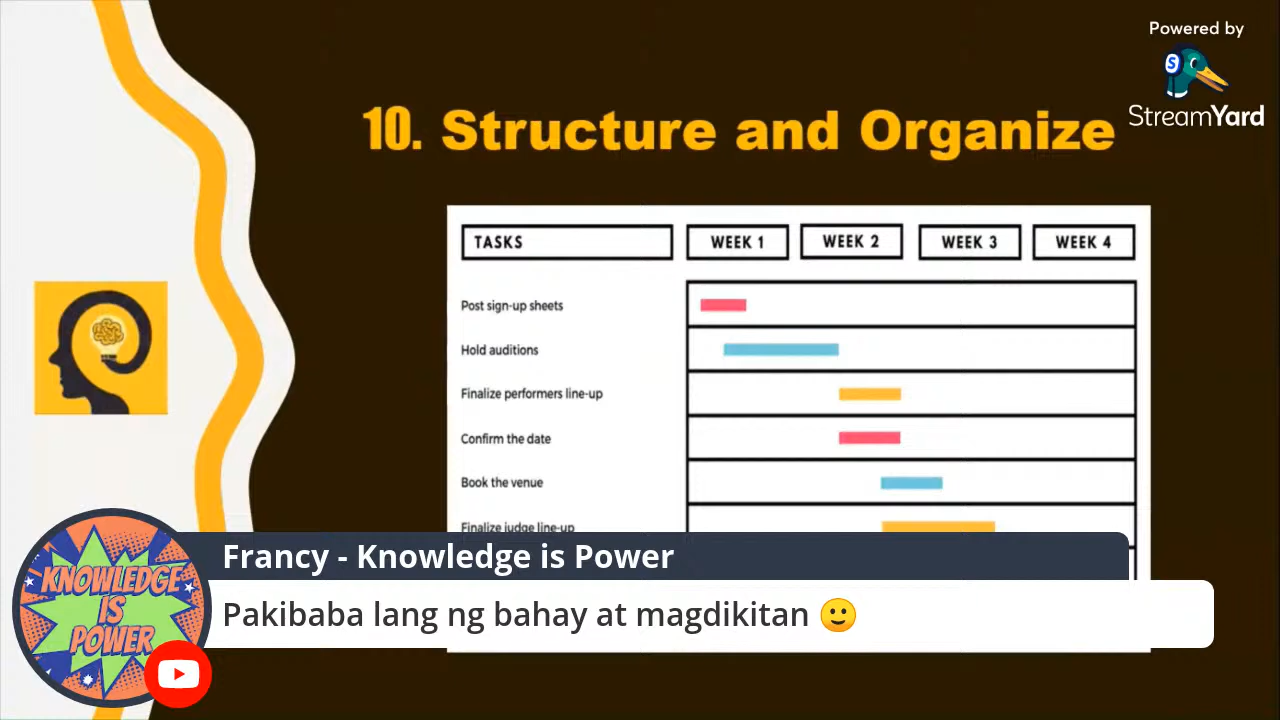 Powered by
S
StreamYard
10. Structure and Organize
TASKS
WEEK 1
WEEK 2
WEEK 3
WEEK 4
Post sign-up sheets
Hold auditions
Finalize performers line-up
Confirm the date
Book the venue
Finalize judge line-up
Francy - Knowledge is Power
Pakibaba lang ng bahay at magdikitan 🙂
KNOWLEDGE
IS
POWER